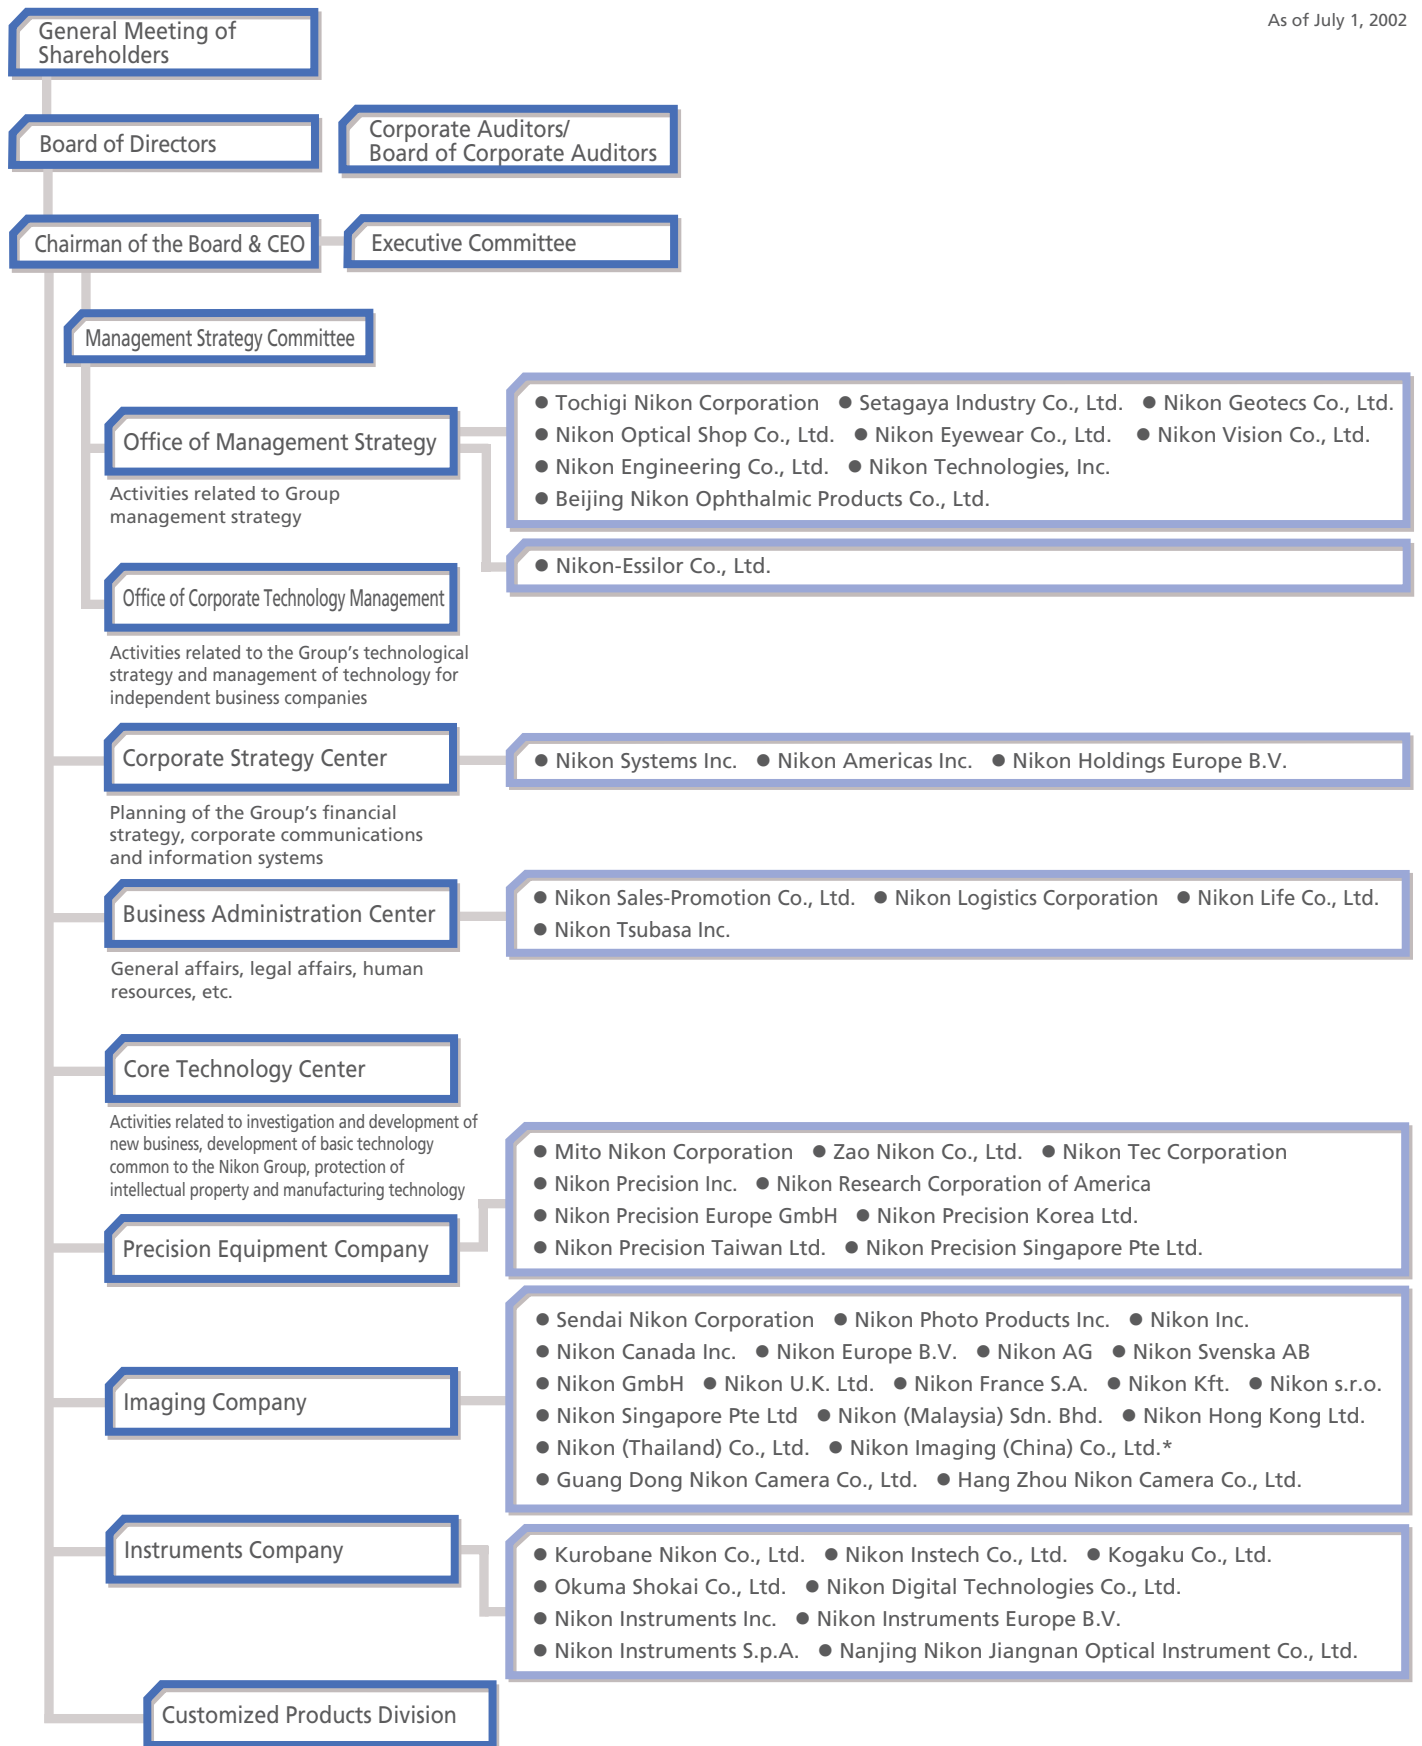 As of July 1, 2002
General Meeting of
Shareholders
Board of Directors
Corporate Auditors/
Board of Corporate Auditors
Chairman of the Board & CEO
Executive Committee
Management Strategy Committee
Office of Management Strategy
Activities related to Group
management strategy
● Tochigi Nikon Corporation ● Setagaya Industry Co., Ltd. ● Nikon Geotecs Co., Ltd.
● Nikon Optical Shop Co., Ltd. ● Nikon Eyewear Co., Ltd. ● Nikon Vision Co., Ltd.
● Nikon Engineering Co., Ltd. ● Nikon Technologies, Inc.
● Beijing Nikon Ophthalmic Products Co., Ltd.
● Nikon-Essilor Co., Ltd.
Office of Corporate Technology Management
Activities related to the Group's technological
strategy and management of technology for
independent business companies
Corporate Strategy Center
● Nikon Systems Inc. ● Nikon Americas Inc. ● Nikon Holdings Europe B.V.
Planning of the Group's financial
strategy, corporate communications
and information systems
Business Administration Center
● Nikon Sales-Promotion Co., Ltd. ● Nikon Logistics Corporation ● Nikon Life Co., Ltd.
● Nikon Tsubasa Inc.
General affairs, legal affairs, human
resources, etc.
Core Technology Center
Activities related to investigation and development of
new business, development of basic technology
common to the Nikon Group, protection of
intellectual property and manufacturing technology
Precision Equipment Company
● Mito Nikon Corporation ● Zao Nikon Co., Ltd. ● Nikon Tec Corporation
● Nikon Precision Inc. ● Nikon Research Corporation of America
● Nikon Precision Europe GmbH ● Nikon Precision Korea Ltd.
● Nikon Precision Taiwan Ltd. ● Nikon Precision Singapore Pte Ltd.
Imaging Company
● Sendai Nikon Corporation ● Nikon Photo Products Inc. ● Nikon Inc.
● Nikon Canada Inc. ● Nikon Europe B.V. ● Nikon AG ● Nikon Svenska AB
● Nikon GmbH ● Nikon U.K. Ltd. ● Nikon France S.A. ● Nikon Kft. ● Nikon s.r.o.
● Nikon Singapore Pte Ltd ● Nikon (Malaysia) Sdn. Bhd. ● Nikon Hong Kong Ltd.
● Nikon (Thailand) Co., Ltd. ● Nikon Imaging (China) Co., Ltd.*
● Guang Dong Nikon Camera Co., Ltd. ● Hang Zhou Nikon Camera Co., Ltd.
Instruments Company
● Kurobane Nikon Co., Ltd. ● Nikon Instech Co., Ltd. ● Kogaku Co., Ltd.
● Okuma Shokai Co., Ltd. ● Nikon Digital Technologies Co., Ltd.
● Nikon Instruments Inc. ● Nikon Instruments Europe B.V.
● Nikon Instruments S.p.A. ● Nanjing Nikon Jiangnan Optical Instrument Co., Ltd.
Customized Products Division